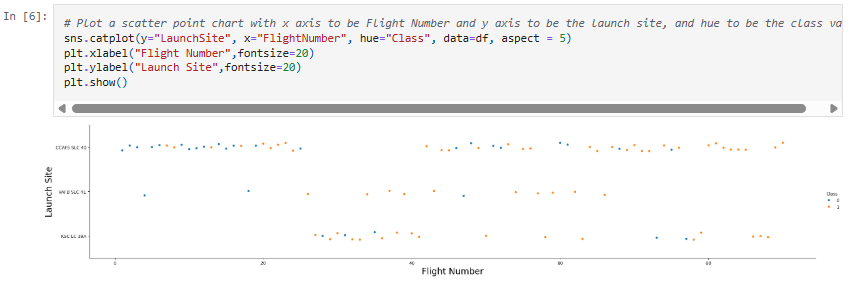 In [6]:
# Plot a scatter point chart with x axis to be Flight Number and y axis to be the launch site, and hue to be the class va
sns.catplot(y="LaunchSite", x="FlightNumber", hue="Class", data=df, aspect = 5)
plt.xlabel("Flight Number",fontsize=20)
plt.ylabel("Launch Site",fontsize=20)
plt.show()
Launch Site
CCAFS SLC 40
VAFB SLC 4E
KSC LC 39A
0 20 40 60 80
Flight Number
Class
0
1